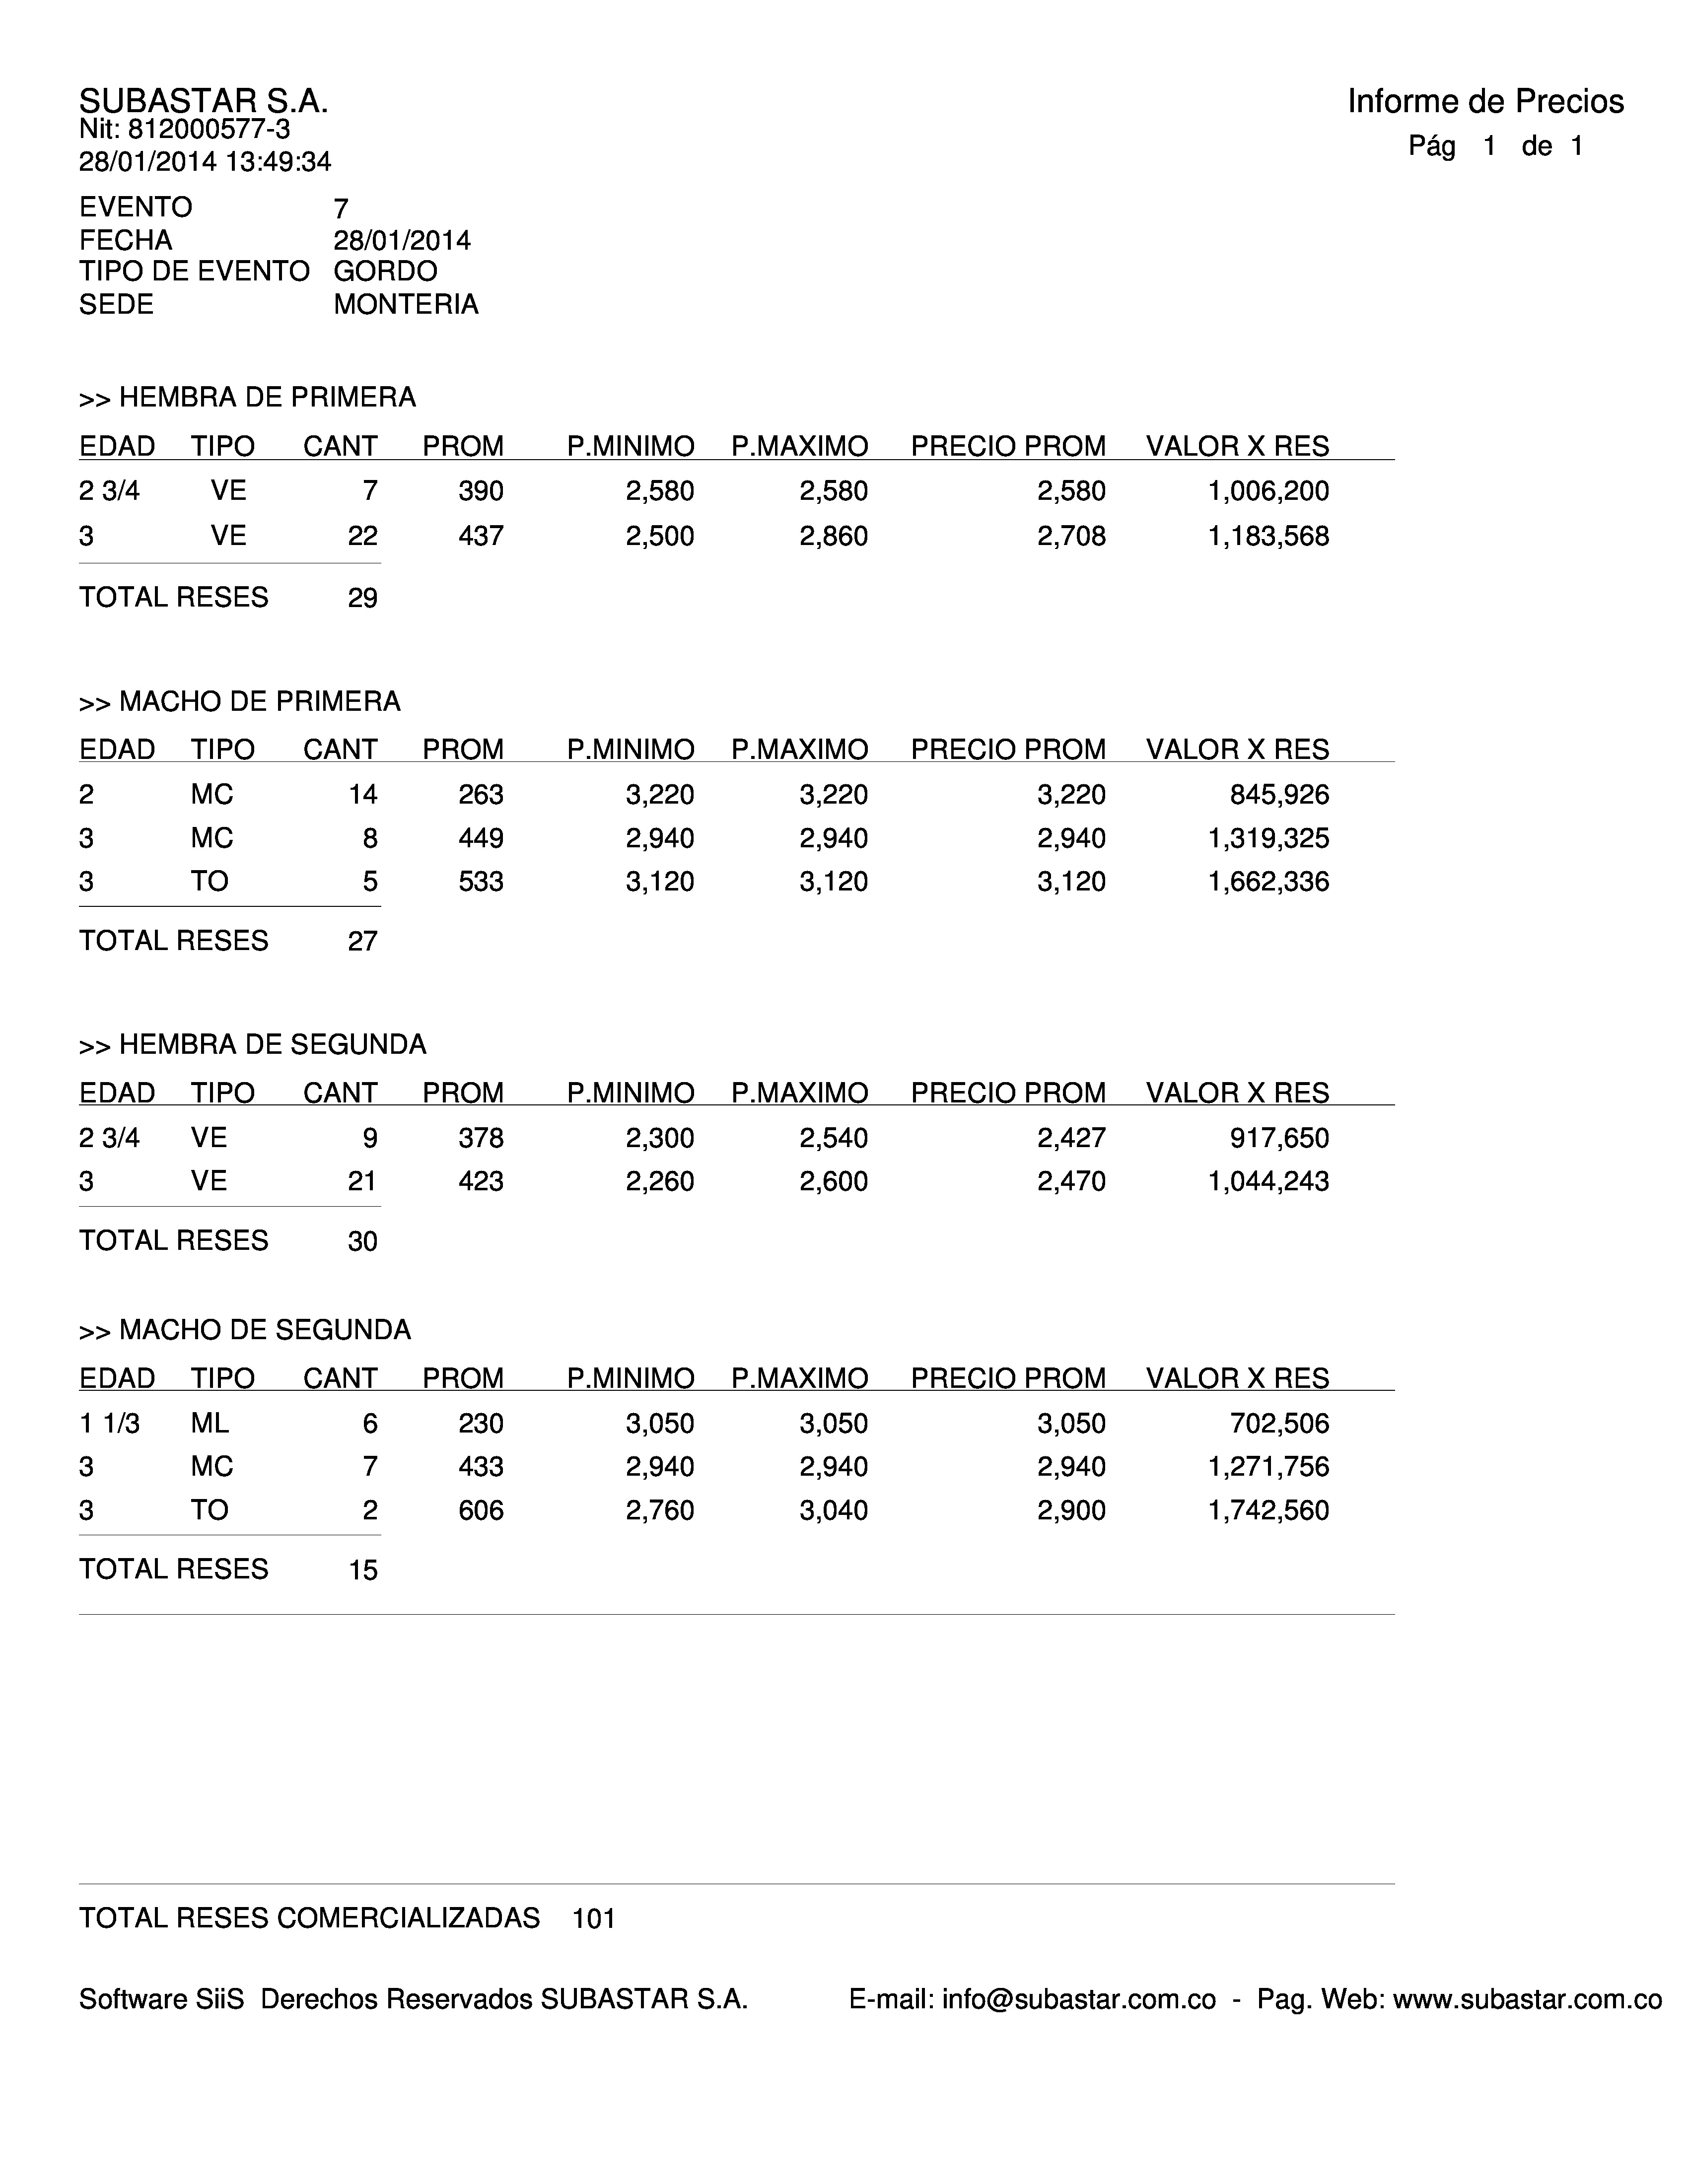 SUBASTAR S.A. Informe de Precios
Nit: 812000577-3
28/01/2014 13:49:34 Pág 1 de 1
EVENTO 7
FECHA 28/01/2014
TIPO DE EVENTO GORDO
SEDE MONTERIA
>> HEMBRA DE PRIMERA
EDAD TIPO CANT PROM P.MINIMO P.MAXIMO PRECIO PROM VALOR X RES
2 3/4 VE 7 390 2,580 2,580 2,580 1,006,200
3 VE 22 437 2,500 2,860 2,708 1,183,568
TOTAL RESES 29
>> MACHO DE PRIMERA
EDAD TIPO CANT PROM P.MINIMO P.MAXIMO PRECIO PROM VALOR X RES
2 MC 14 263 3,220 3,220 3,220 845,926
3 MC 8 449 2,940 2,940 2,940 1,319,325
3 TO 5 533 3,120 3,120 3,120 1,662,336
TOTAL RESES 27
>> HEMBRA DE SEGUNDA
EDAD TIPO CANT PROM P.MINIMO P.MAXIMO PRECIO PROM VALOR X RES
2 3/4 VE 9 378 2,300 2,540 2,427 917,650
3 VE 21 423 2,260 2,600 2,470 1,044,243
TOTAL RESES 30
>> MACHO DE SEGUNDA
EDAD TIPO CANT PROM P.MINIMO P.MAXIMO PRECIO PROM VALOR X RES
1 1/3 ML 6 230 3,050 3,050 3,050 702,506
3 MC 7 433 2,940 2,940 2,940 1,271,756
3 TO 2 606 2,760 3,040 2,900 1,742,560
TOTAL RESES 15
TOTAL RESES COMERCIALIZADAS 101
Software SiiS Derechos Reservados SUBASTAR S.A. E-mail: info@subastar.com.co - Pag. Web: www.subastar.com.co